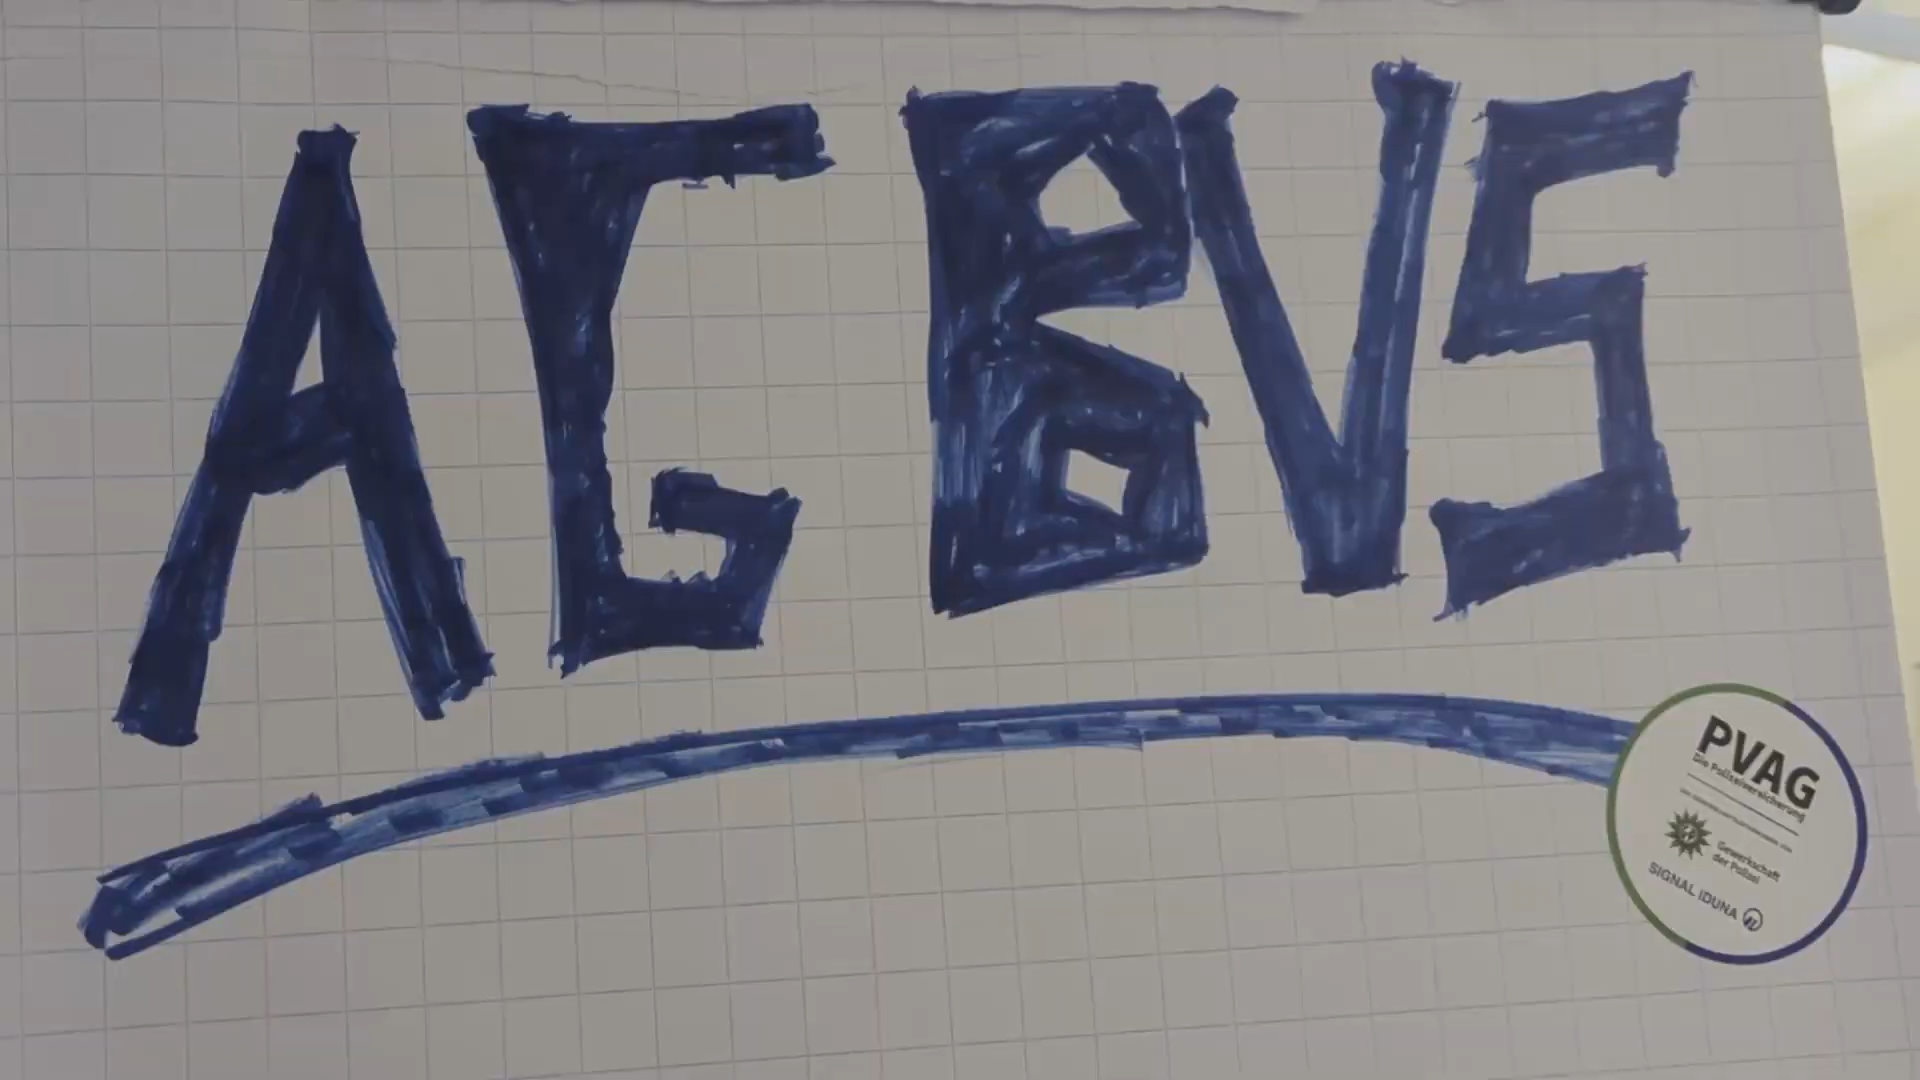 AG BVS
PVAG
Die Polizeiversicherung
Gewerkschaft
der Polizei
SIGNAL IDUNA